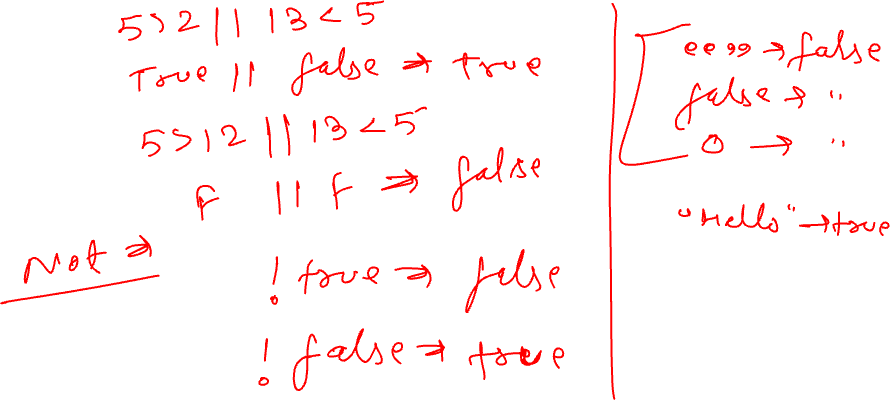 5>2 || 13<5
True || false → true
5>12 || 13<5
F || F → false
Not →
! true → false
! false → true
“” → false
false → "
0 → "
"Hello" → true